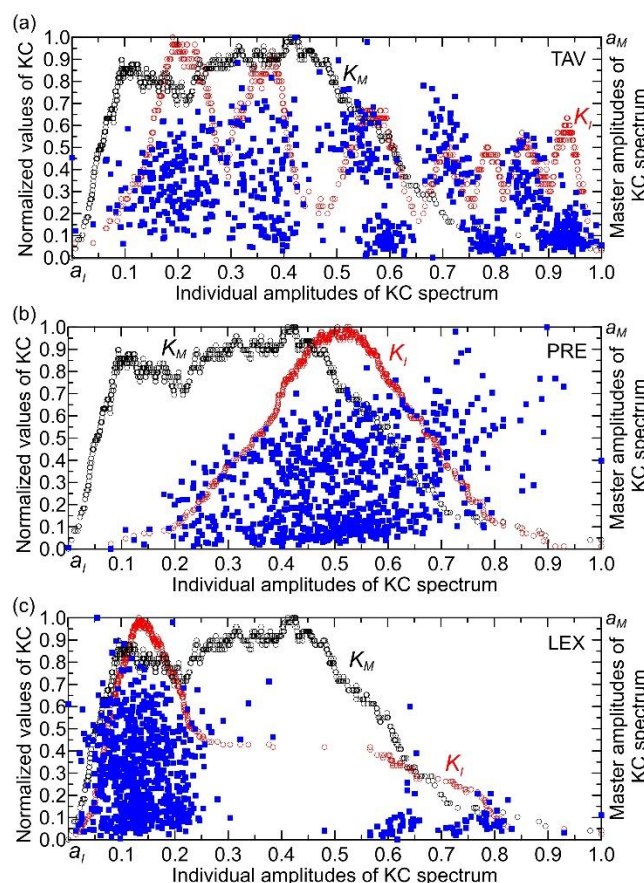 (a)
1.0
0.9
0.8
0.7
0.6
0.5
0.4
0.3
0.2
0.1
0.0
Normalized values of KC
K_M
TAV
K_I
a_M
Master amplitudes of
KC spectrum
a_I
0.1 0.2 0.3 0.4 0.5 0.6 0.7 0.8 0.9 1.0
Individual amplitudes of KC spectrum
(b)
1.0
0.9
0.8
0.7
0.6
0.5
0.4
0.3
0.2
0.1
0.0
Normalized values of KC
K_M
K_I
PRE
a_M
Master amplitudes of
KC spectrum
a_I
0.1 0.2 0.3 0.4 0.5 0.6 0.7 0.8 0.9 1.0
Individual amplitudes of KC spectrum
(c)
1.0
0.9
0.8
0.7
0.6
0.5
0.4
0.3
0.2
0.1
0.0
Normalized values of KC
K_M
LEX
K_I
a_M
Master amplitudes of
KC spectrum
a_I
0.1 0.2 0.3 0.4 0.5 0.6 0.7 0.8 0.9 1.0
Individual amplitudes of KC spectrum